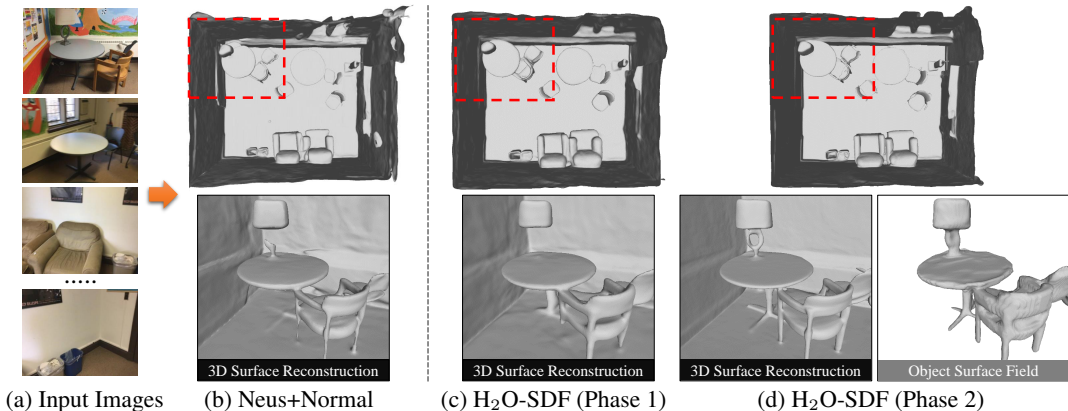 3D Surface Reconstruction
3D Surface Reconstruction
3D Surface Reconstruction
Object Surface Field
(a) Input Images
(b) Neus+Normal
(c) H₂O-SDF (Phase 1)
(d) H₂O-SDF (Phase 2)